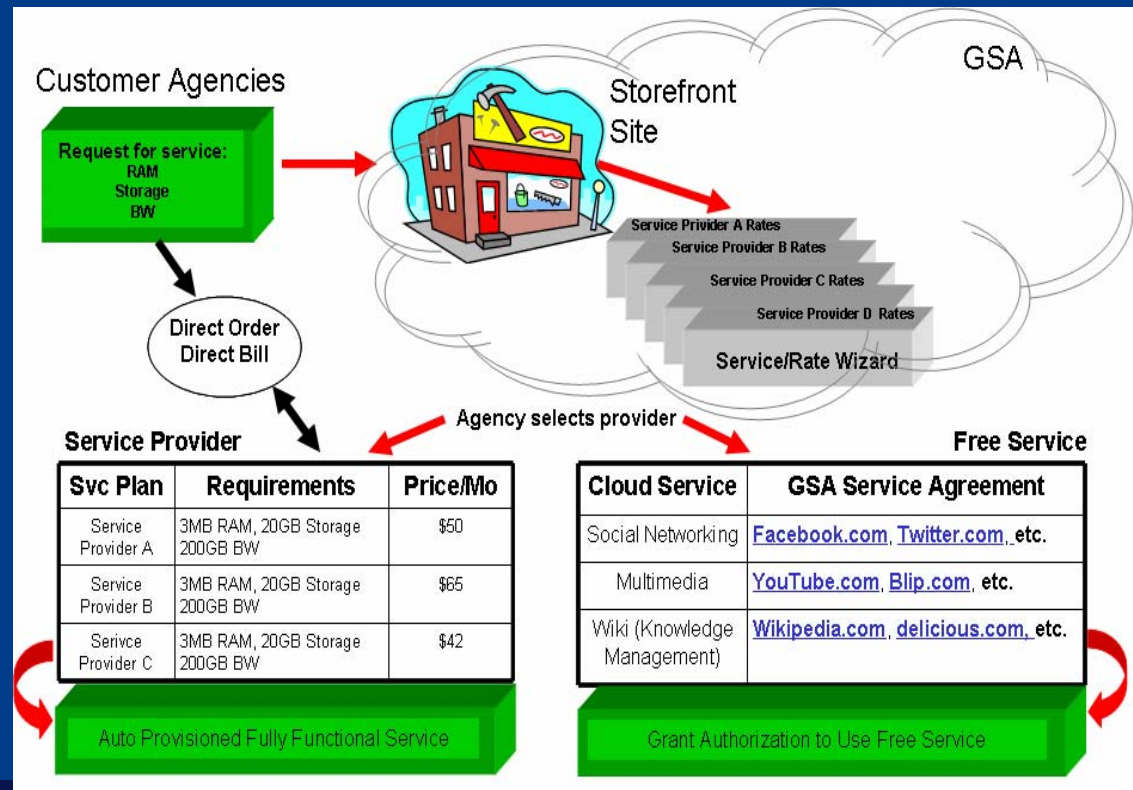 GSA
Customer Agencies
Storefront
Site
Request for service:
RAM
Storage
BW
Service Privider A Rates
Service Provider B Rates
Service Provider C Rates
Service Provider D Rates
Service/Rate Wizard
Direct Order
Direct Bill
Agency selects provider
Service Provider
Svc Plan Requirements Price/Mo
Service
Provider A
3MB RAM, 20GB Storage
200GB BW
$50
Service
Provider B
3MB RAM, 20GB Storage
200GB BW
$65
Serivce
Provider C
3MB RAM, 20GB Storage
200GB BW
$42
Auto Provisioned Fully Functional Service
Free Service
Cloud Service GSA Service Agreement
Social Networking Facebook.com, Twitter.com, etc.
Multimedia YouTube.com, Blip.com, etc.
Wiki (Knowledge
Management)
Wikipedia.com, delicious.com, etc.
Grant Authorization to Use Free Service